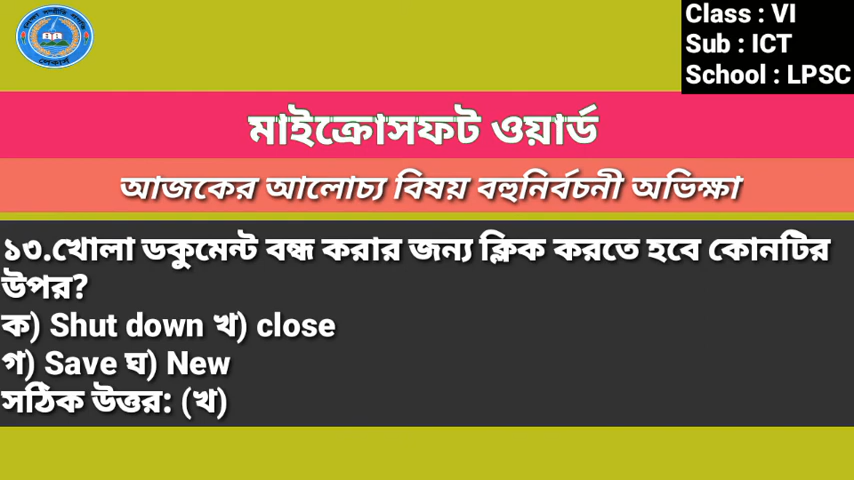 Class : VI
Sub : ICT
School : LPSC
মাইক্রোসফট ওয়ার্ড
আজকের আলোচ্য বিষয় বহুনির্বচনী অভিক্ষা
১৩.খোলা ডকুমেন্ট বন্ধ করার জন্য ক্লিক করতে হবে কোনটির
উপর?
ক) Shut down খ) close
গ) Save ঘ) New
সঠিক উত্তর: (খ)